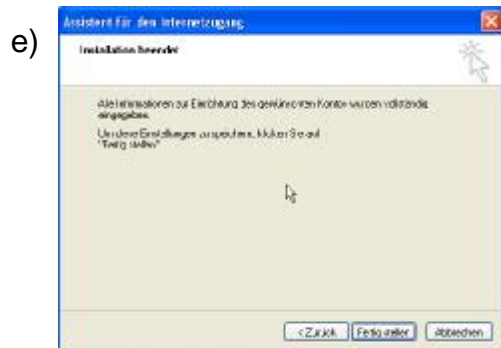 e)
Assistent für den Internetzugang
Installation beendet
Alle Informationen zur Einrichtung des gewünschten Kontos wurden vollständig
eingegeben.
Um diese Einstellungen zu speichern, klicken Sie auf
"Fertig stellen"
< Zurück
Fertig stellen
Abbrechen